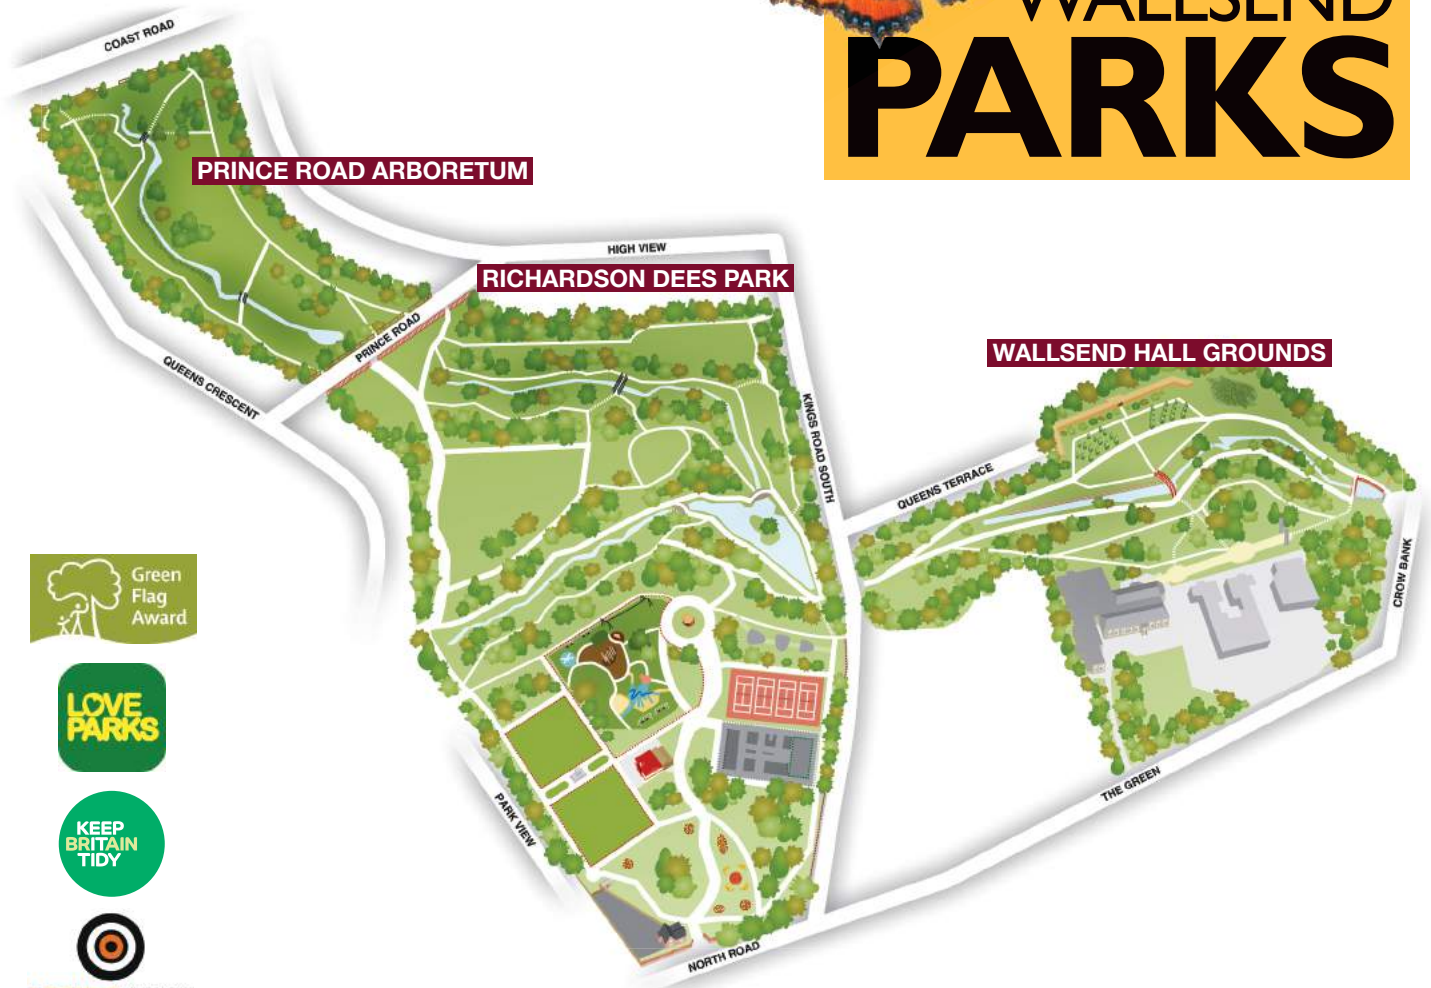 WALLSEND
PARKS
COAST ROAD
PRINCE ROAD ARBORETUM
HIGH VIEW
RICHARDSON DEES PARK
PRINCE ROAD
QUEENS CRESCENT
WALLSEND HALL GROUNDS
KINGS ROAD SOUTH
QUEENS TERRACE
CROW BANK
THE GREEN
PARK VIEW
NORTH ROAD
Green
Flag
Award
LOVE
PARKS
KEEP
BRITAIN
TIDY